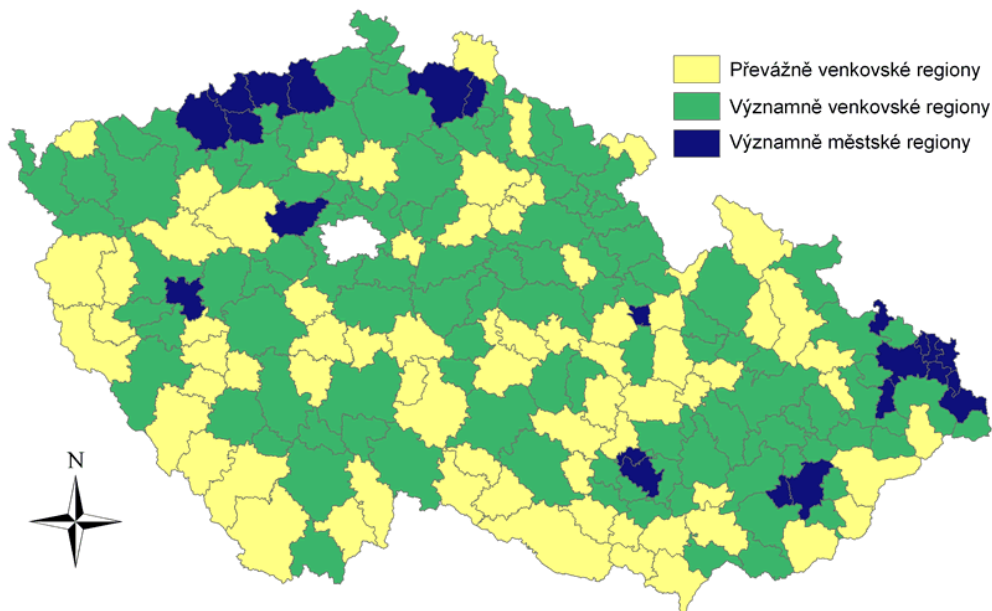 Převážně venkovské regiony
Významně venkovské regiony
Významně městské regiony
N